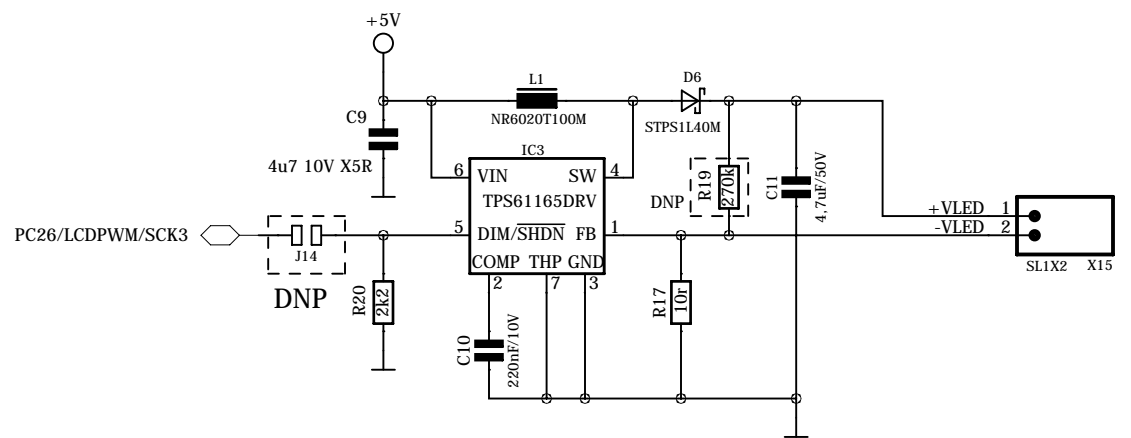 +5V
L1
D6
C9
NR6020T100M
STPS1L40M
4u7 10V X5R
IC3
6 VIN SW 4
TPS61165DRV
R19
270k
DNP
C11
4,7uF/50V
PC26/LCDPWM/SCK3
J14
DNP
5 DIM/SHDN FB 1
+VLED 1
-VLED 2
SL1X2 X15
COMP THP GND
2 7 3
R20
2k2
R17
10r
C10
220nF/10V